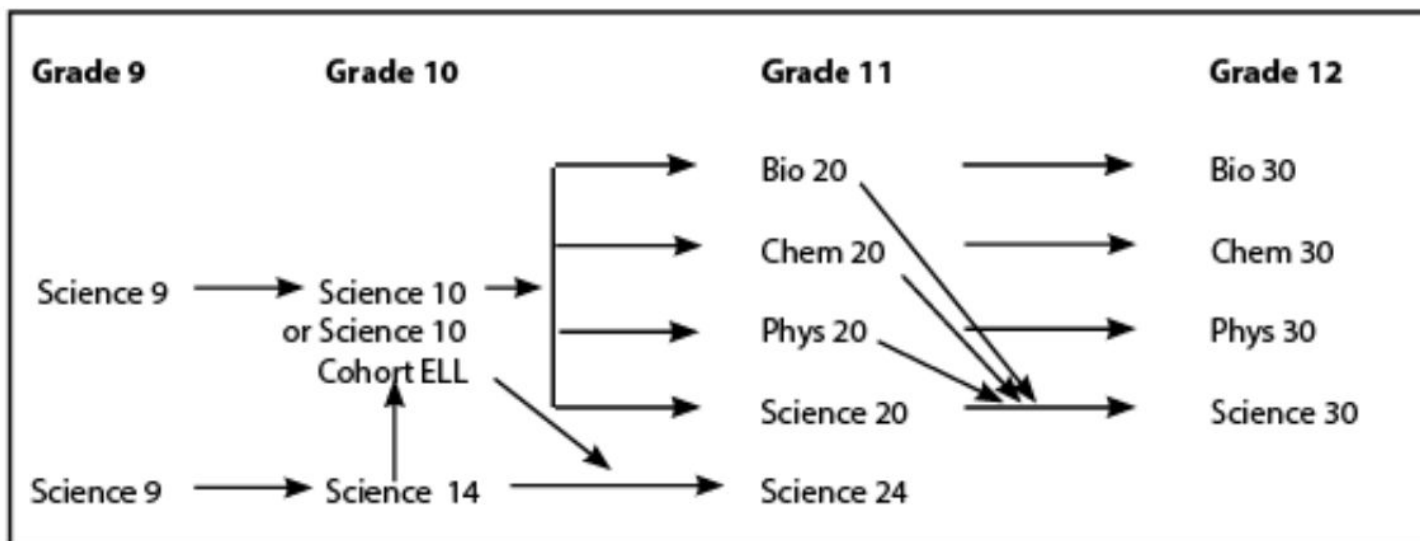 Grade 9 Grade 10 Grade 11 Grade 12
Bio 20 Bio 30
Chem 20 Chem 30
Science 9 Science 10
or Science 10 Phys 20 Phys 30
Cohort ELL
Science 20 Science 30
Science 9 Science 14 Science 24